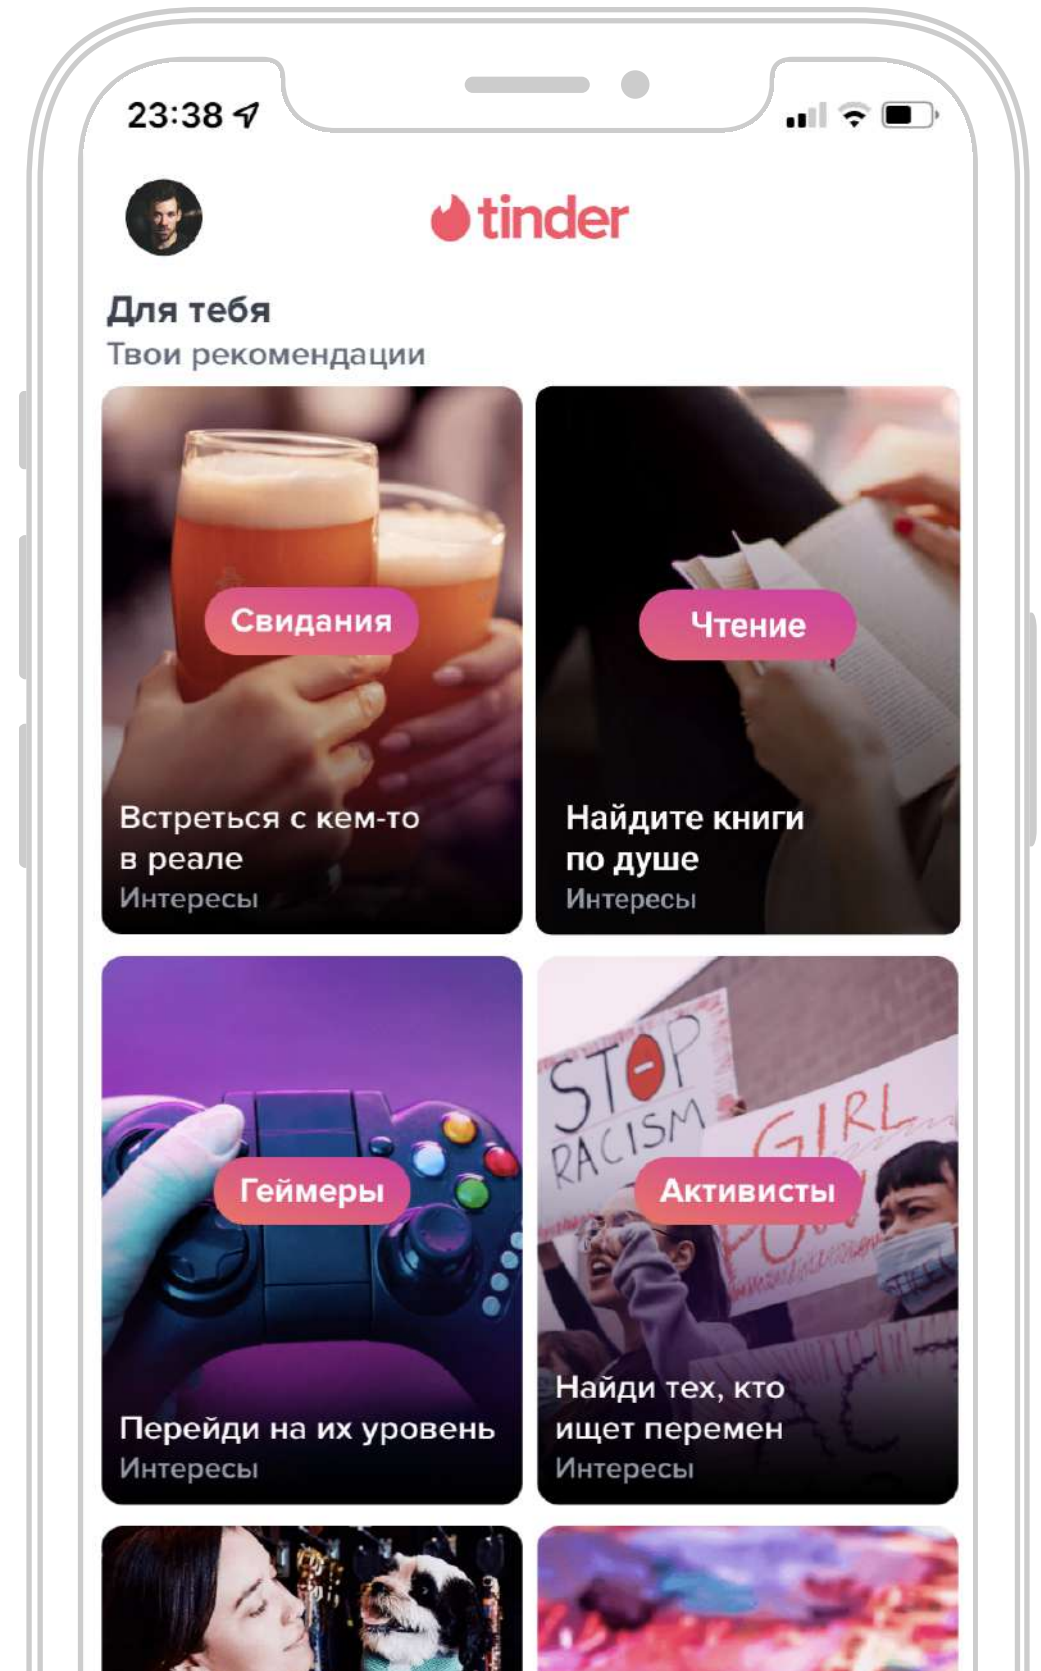 23:38
tinder
Для тебя
Твои рекомендации
Свидания
Встреться с кем-то
в реале
Интересы
Чтение
Найдите книги
по душе
Интересы
STOP
RACISM
GIRL
Геймеры
Перейди на их уровень
Интересы
Активисты
Найди тех, кто
ищет перемен
Интересы